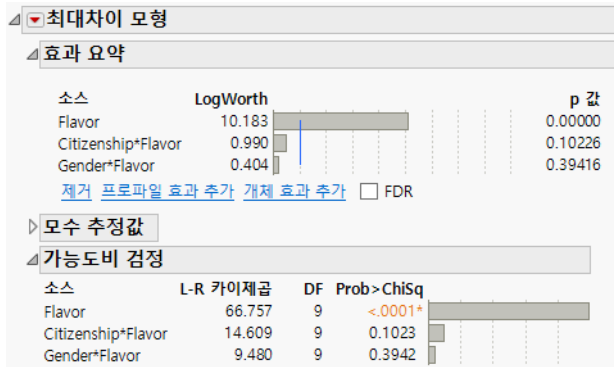 최대차이 모형
효과 요약
소스 LogWorth p 값
Flavor 10.183 0.00000
Citizenship*Flavor 0.990 0.10226
Gender*Flavor 0.404 0.39416
제거 프로파일 효과 추가 개체 효과 추가 FDR
모수 추정값
가능도비 검정
소스 L-R 카이제곱 DF Prob>ChiSq
Flavor 66.757 9 <.0001*
Citizenship*Flavor 14.609 9 0.1023
Gender*Flavor 9.480 9 0.3942